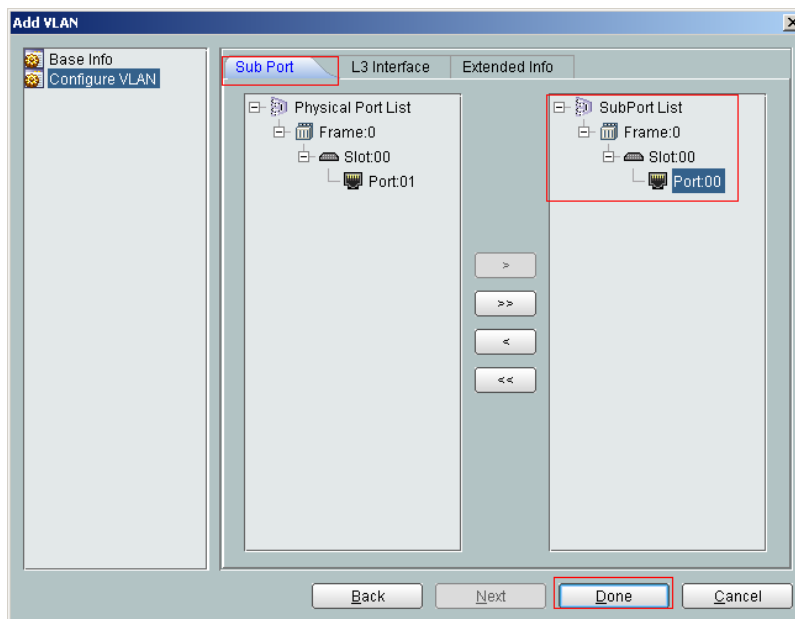 Add VLAN
Base Info
Configure VLAN
Sub Port L3 Interface Extended Info
Physical Port List
Frame:0
Slot:00
Port:01
>
>>
<
<<
SubPort List
Frame:0
Slot:00
Port:00
Back Next Done Cancel